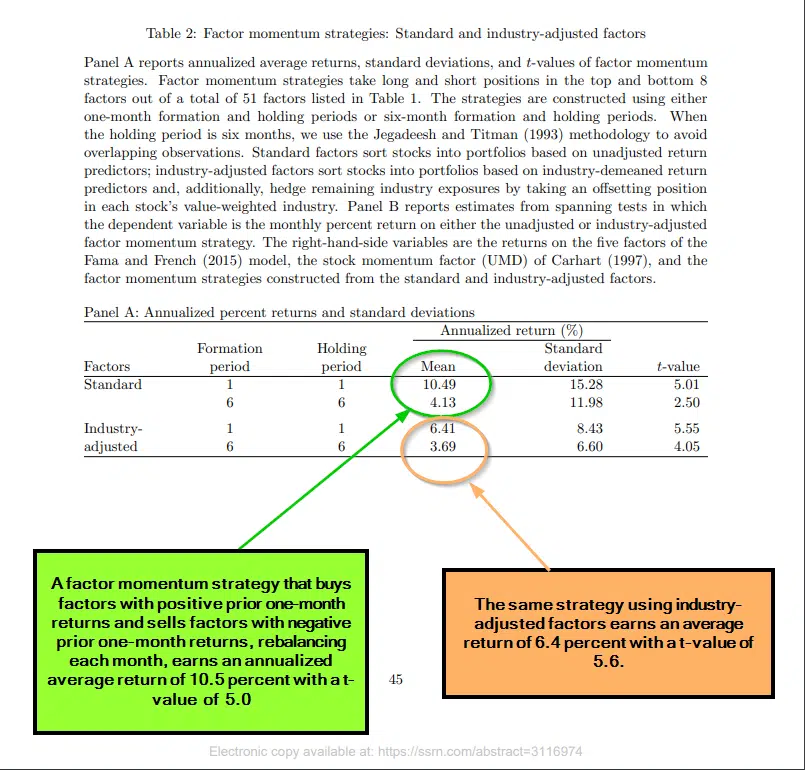 Table 2: Factor momentum strategies: Standard and industry-adjusted factors
Panel A reports annualized average returns, standard deviations, and t-values of factor momentum
strategies. Factor momentum strategies take long and short positions in the top and bottom 8
factors out of a total of 51 factors listed in Table 1. The strategies are constructed using either
one-month formation and holding periods or six-month formation and holding periods. When
the holding period is six months, we use the Jegadeesh and Titman (1993) methodology to avoid
overlapping observations. Standard factors sort stocks into portfolios based on unadjusted return
predictors; industry-adjusted factors sort stocks into portfolios based on industry-demeaned return
predictors and, additionally, hedge remaining industry exposures by taking an offsetting position
in each stock's value-weighted industry. Panel B reports estimates from spanning tests in which
the dependent variable is the monthly percent return on either the unadjusted or industry-adjusted
factor momentum strategy. The right-hand-side variables are the returns on the five factors of the
Fama and French (2015) model, the stock momentum factor (UMD) of Carhart (1997), and the
factor momentum strategies constructed from the standard and industry-adjusted factors.
Panel A: Annualized percent returns and standard deviations
Annualized return (%)
Formation Holding Standard
Factors period period Mean deviation t-value
Standard 1 1 10.49 15.28 5.01
6 6 4.13 11.98 2.50
Industry- 1 1 6.41 8.43 5.55
adjusted 6 6 3.69 6.60 4.05
A factor momentum strategy that buys
factors with positive prior one-month
returns and sells factors with negative
prior one-month returns, rebalancing
each month, earns an annualized
average return of 10.5 percent with a t-
value of 5.0
The same strategy using industry-
adjusted factors earns an average
return of 6.4 percent with a t-value of
5.6.
45
Electronic copy available at: https://ssrn.com/abstract=3116974